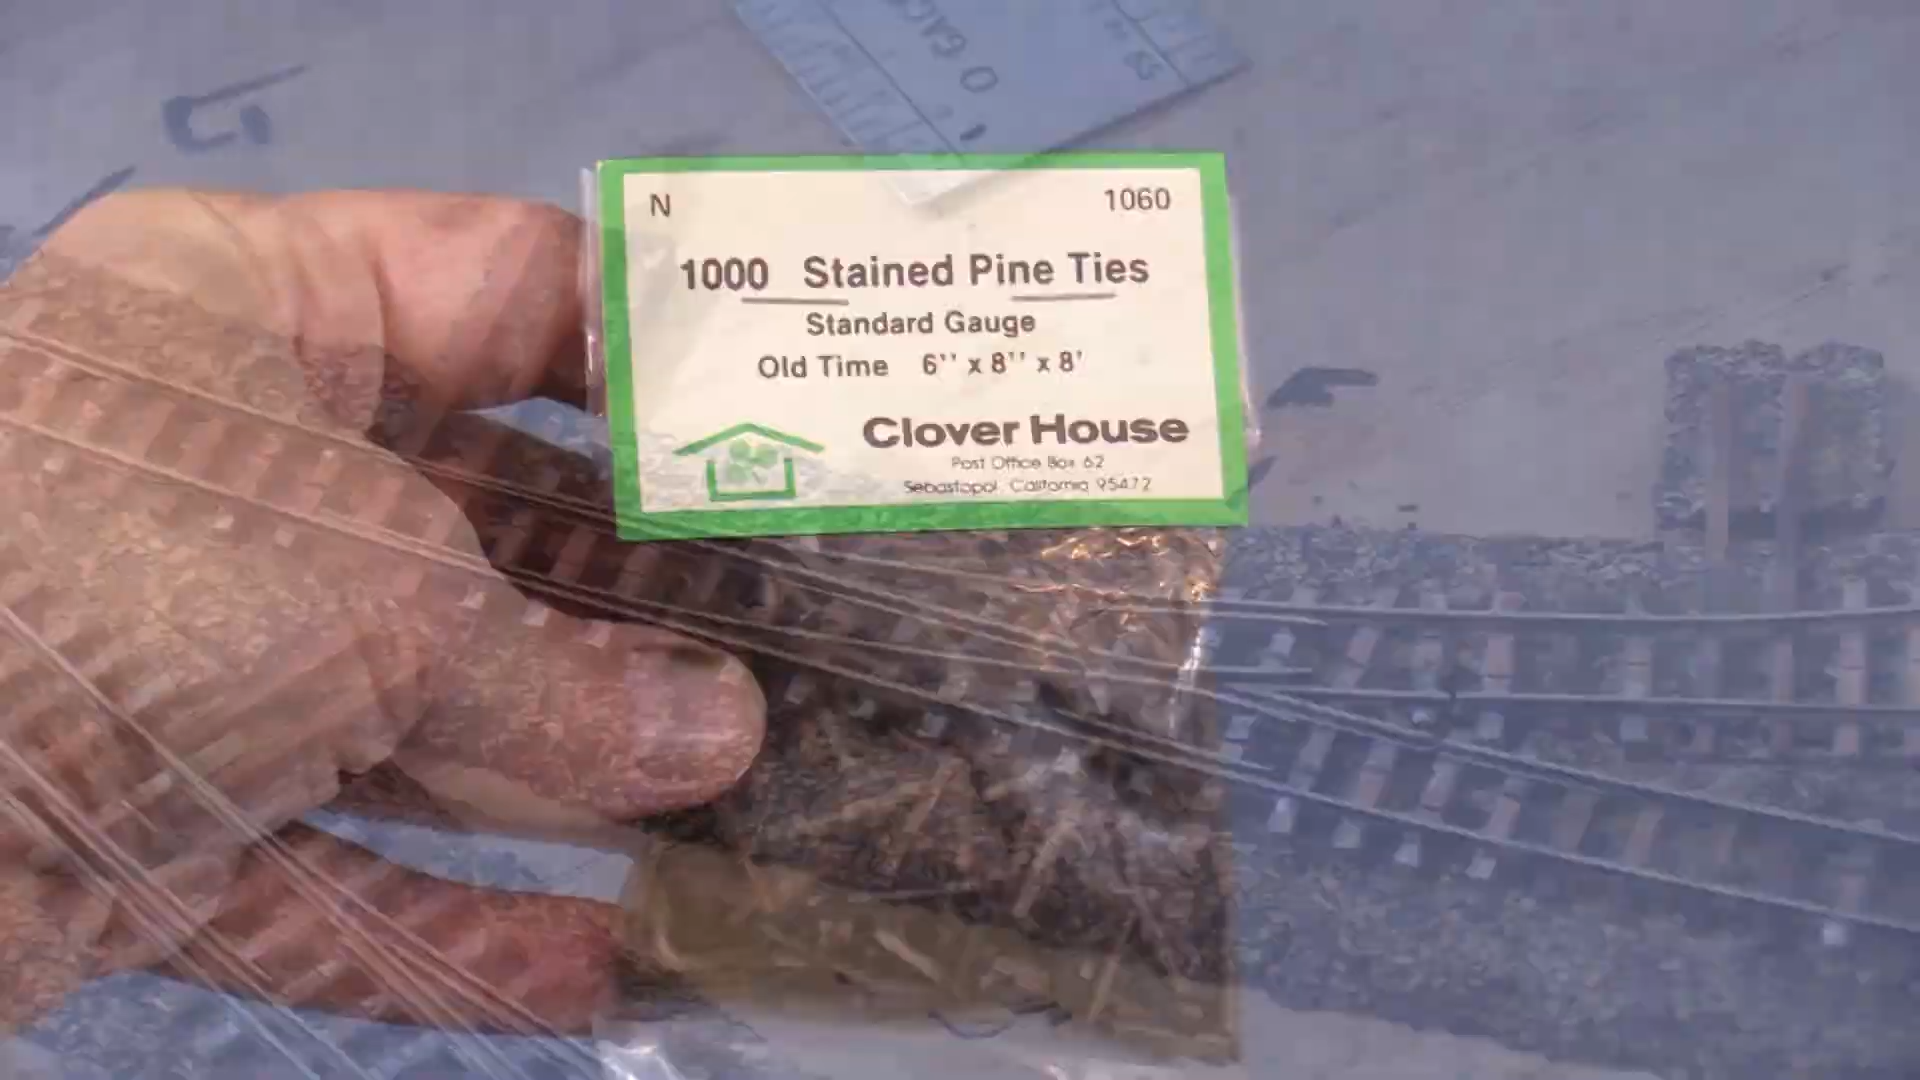 O GAUGE
N 1060
1000 Stained Pine Ties
Standard Gauge
Old Time 6'' x 8'' x 8'
Clover House
Post Office Box 62
Sebastopol, California 95472